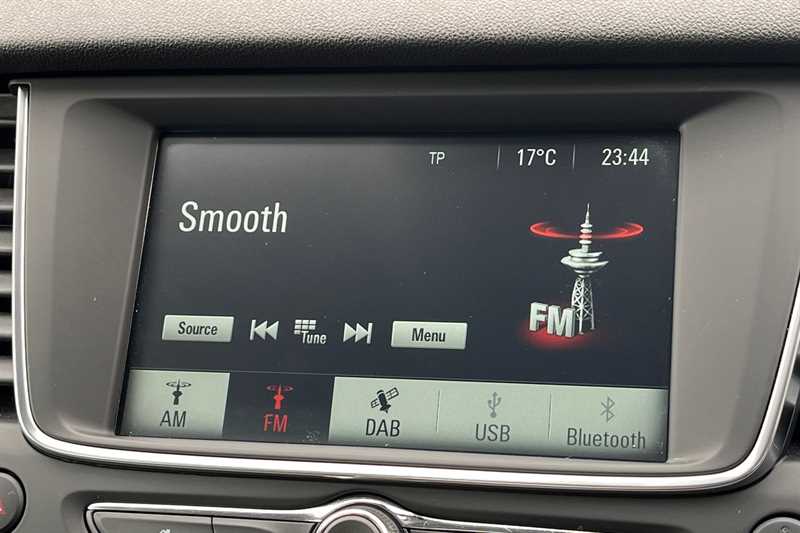 TP 17°C 23:44
Smooth
FM
Source Tune Menu
AM FM DAB USB Bluetooth